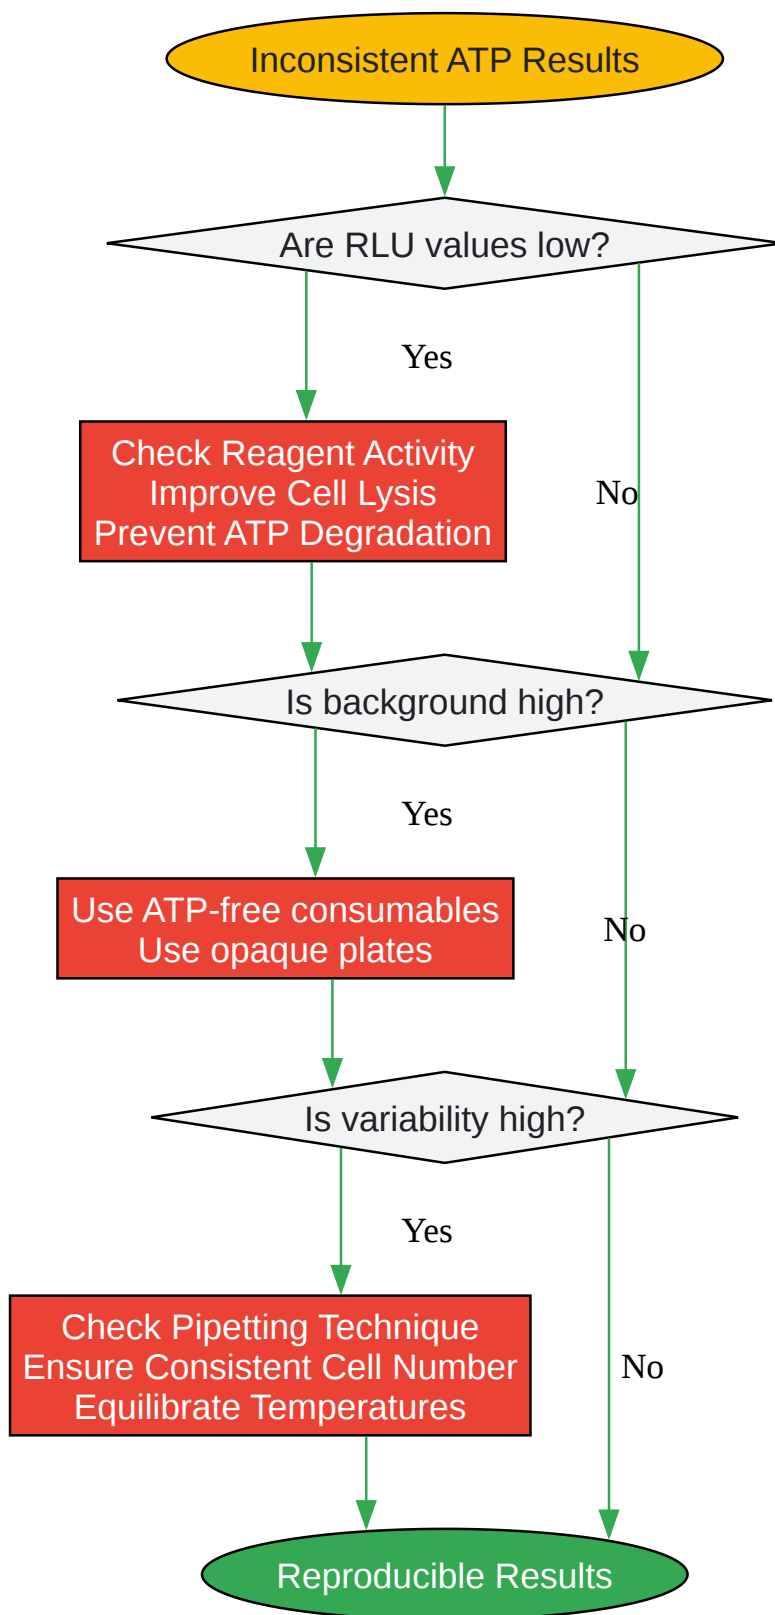 Inconsistent ATP Results
Are RLU values low?
Yes
Check Reagent Activity
Improve Cell Lysis
Prevent ATP Degradation
No
Is background high?
Yes
Use ATP-free consumables
Use opaque plates
No
Is variability high?
Yes
Check Pipetting Technique
Ensure Consistent Cell Number
Equilibrate Temperatures
No
Reproducible Results